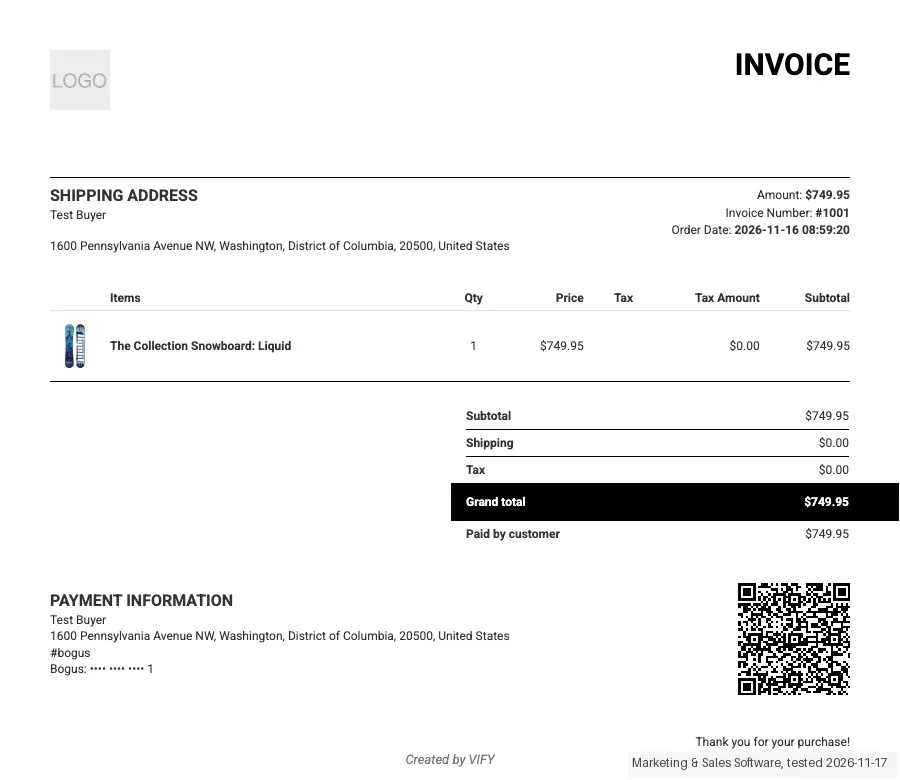 LOGO
INVOICE
SHIPPING ADDRESS
Test Buyer
1600 Pennsylvania Avenue NW, Washington, District of Columbia, 20500, United States
Amount: $749.95
Invoice Number: #1001
Order Date: 2026-11-16 08:59:20
Items Qty Price Tax Tax Amount Subtotal
The Collection Snowboard: Liquid 1 $749.95 $0.00 $749.95
Subtotal $749.95
Shipping $0.00
Tax $0.00
Grand total $749.95
Paid by customer $749.95
PAYMENT INFORMATION
Test Buyer
1600 Pennsylvania Avenue NW, Washington, District of Columbia, 20500, United States
#bogus
Bogus: •••• •••• •••• 1
Thank you for your purchase!
Created by VIFY
Marketing & Sales Software, tested 2026-11-17